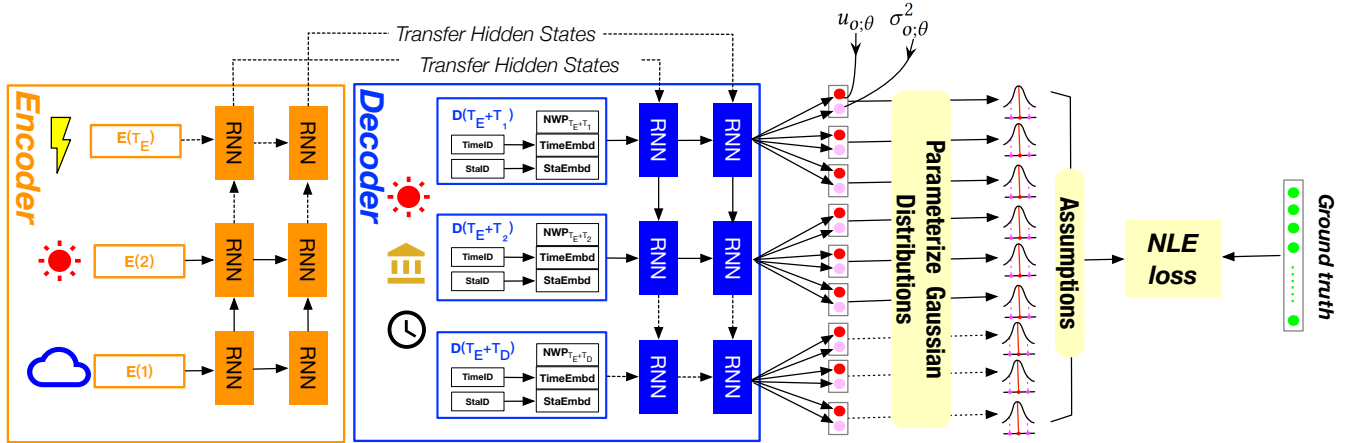 Transfer Hidden States
Transfer Hidden States
u_{o;θ} σ²_{o;θ}
Encoder
E(T_E)
RNN
RNN
E(2)
RNN
RNN
E(1)
RNN
RNN
Decoder
D(T_E+T_1)
NWP_{T_E+T_1}
TimeID
TimeEmbd
StaID
StaEmbd
RNN
RNN
D(T_E+T_2)
NWP_{T_E+T_2}
TimeID
TimeEmbd
StaID
StaEmbd
RNN
RNN
D(T_E+T_D)
NWP_{T_E+T_D}
TimeID
TimeEmbd
StaID
StaEmbd
RNN
RNN
Parameterize Gaussian
Distributions
Assumptions
NLE
loss
Ground truth